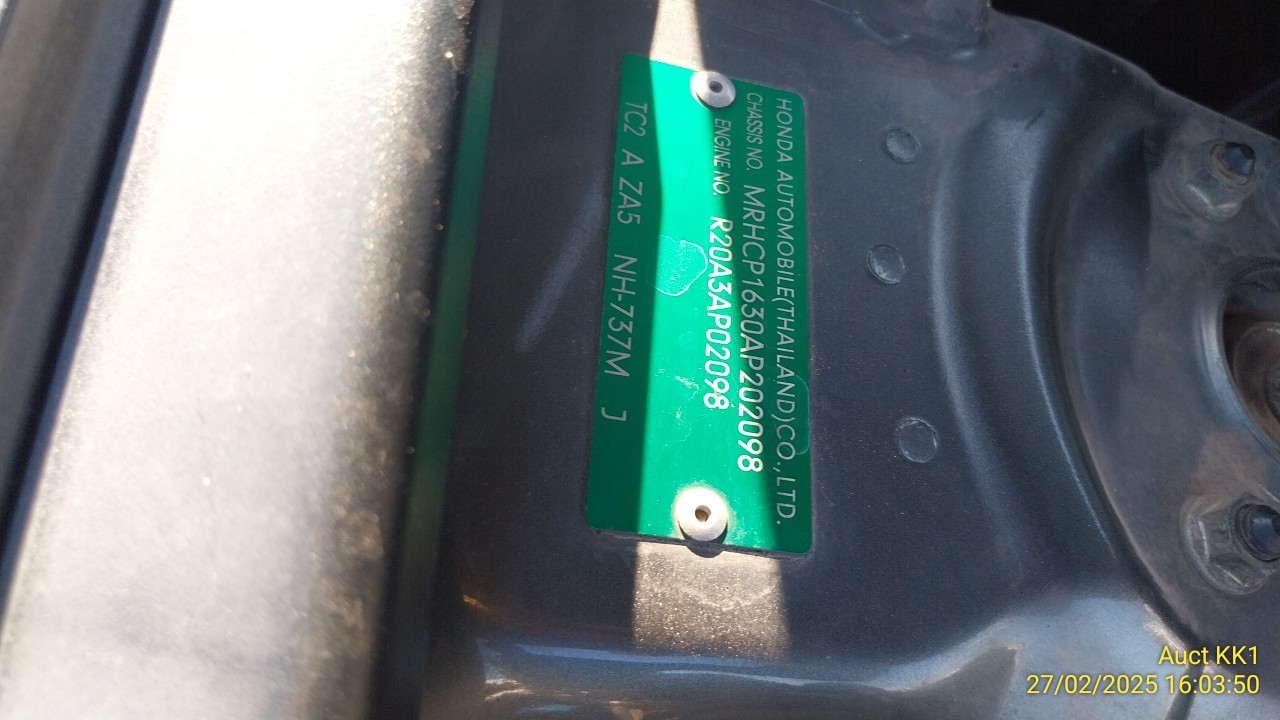 HONDA AUTOMOBILE(THAILAND)CO.,LTD.
CHASSIS NO. MRHCP1630AP202098
ENGINE NO. R20A3AP02098
TC2 A ZA5 NH-737M J
Auct KK1
27/02/2025 16:03:50